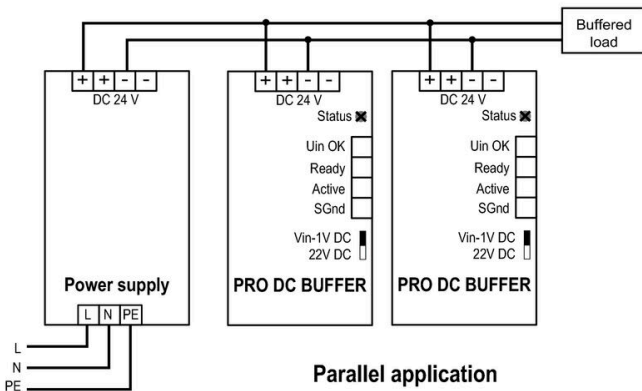 Buffered
load
+ + - -
DC 24 V
Power supply
L N PE
L
N
PE
+ + - -
DC 24 V
Status
Uin OK
Ready
Active
SGnd
Vin-1V DC
22V DC
PRO DC BUFFER
+ + - -
DC 24 V
Status
Uin OK
Ready
Active
SGnd
Vin-1V DC
22V DC
PRO DC BUFFER
Parallel application